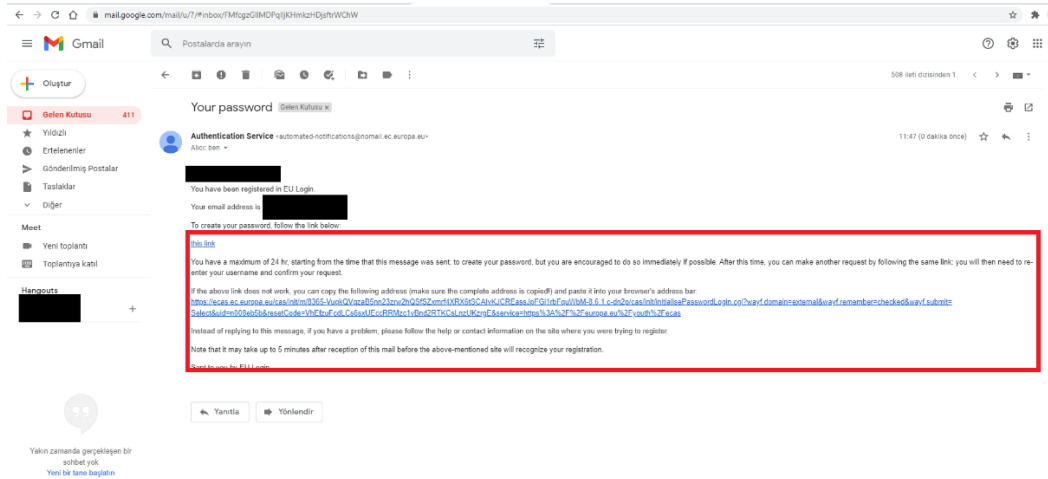 mail.google.com/mail/u/7/#inbox/
Gmail
Postalarda arayın
Oluştur
508 ileti dizisinden 1.
Gelen Kutusu 411
Yıldızlı
Ertelenenler
Gönderilmiş Postalar
Taslaklar
Diğer
Meet
Yeni toplantı
Toplantıya katıl
Hangouts
Yakın zamanda gerçekleşen bir
sohbet yok
Yeni bir tane başlatın
Your password Gelen Kutusu x
Authentication Service <automated-notifications@nomail.ec.europa.eu>
11:47 (0 dakika önce)
Alıcı: ben
You have been registered in EU Login.
Your email address is
To create your password, follow the link below:
this link
You have a maximum of 24 hr, starting from the time that this message was sent, to create your password, but you are encouraged to do so immediately if possible. After this time, you can make another request by following the same link: you will then need to re-
enter your username and confirm your request.
If the above link does not work, you can copy the following address (make sure the complete address is copied!) and paste it into your browser's address bar:
Instead of replying to this message, if you have a problem, please follow the help or contact information on the site where you were trying to register.
Note that it may take up to 5 minutes after reception of this mail before the above-mentioned site will recognize your registration.
Sent to you by EU Login
Yanıtla
Yönlendir